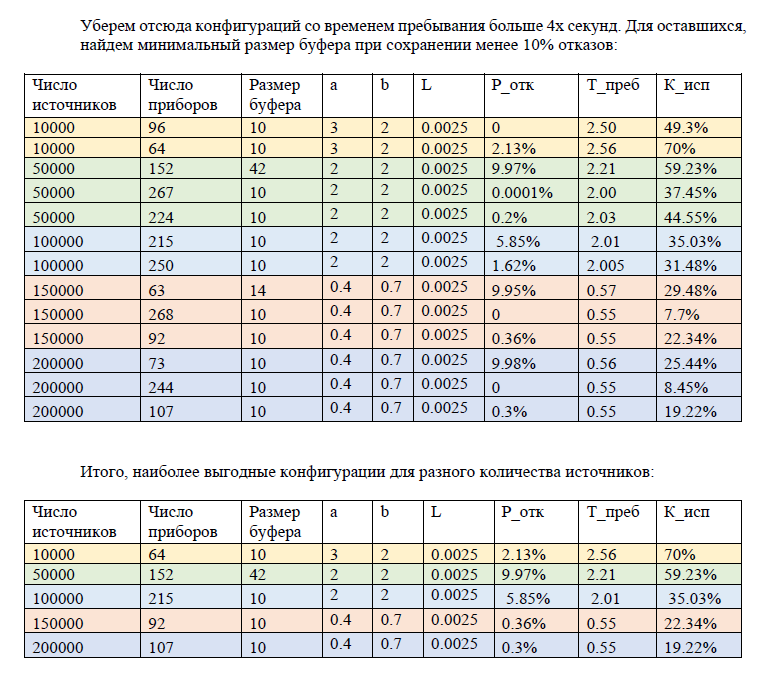 Уберем отсюда конфигураций со временем пребывания больше 4х секунд. Для оставшихся,
найдем минимальный размер буфера при сохранении менее 10% отказов:
Число источников Число приборов Размер буфера a b L P_отк T_преб К_исп
10000 96 10 3 2 0.0025 0 2.50 49.3%
10000 64 10 3 2 0.0025 2.13% 2.56 70%
50000 152 42 2 2 0.0025 9.97% 2.21 59.23%
50000 267 10 2 2 0.0025 0.0001% 2.00 37.45%
50000 224 10 2 2 0.0025 0.2% 2.03 44.55%
100000 215 10 2 2 0.0025 5.85% 2.01 35.03%
100000 250 10 2 2 0.0025 1.62% 2.005 31.48%
150000 63 14 0.4 0.7 0.0025 9.95% 0.57 29.48%
150000 268 10 0.4 0.7 0.0025 0 0.55 7.7%
150000 92 10 0.4 0.7 0.0025 0.36% 0.55 22.34%
200000 73 10 0.4 0.7 0.0025 9.98% 0.56 25.44%
200000 244 10 0.4 0.7 0.0025 0 0.55 8.45%
200000 107 10 0.4 0.7 0.0025 0.3% 0.55 19.22%
Итого, наиболее выгодные конфигурации для разного количества источников:
Число источников Число приборов Размер буфера a b L P_отк T_преб К_исп
10000 64 10 3 2 0.0025 2.13% 2.56 70%
50000 152 42 2 2 0.0025 9.97% 2.21 59.23%
100000 215 10 2 2 0.0025 5.85% 2.01 35.03%
150000 92 10 0.4 0.7 0.0025 0.36% 0.55 22.34%
200000 107 10 0.4 0.7 0.0025 0.3% 0.55 19.22%